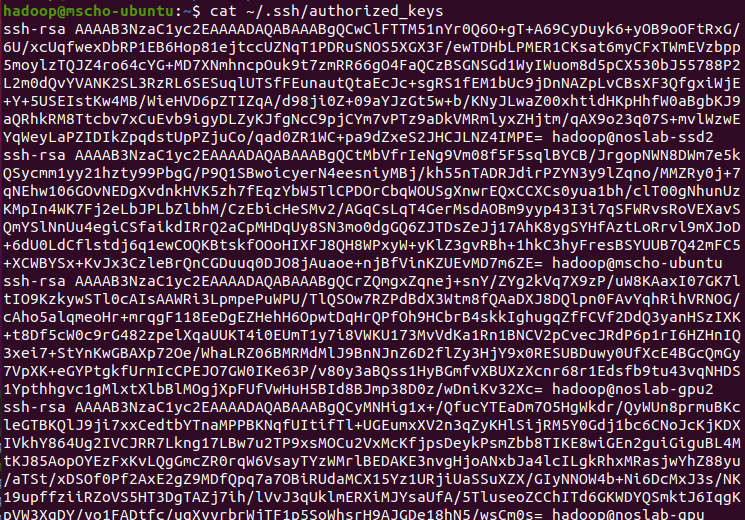 hadoop@mscho-ubuntu:~$ cat ~/.ssh/authorized_keys
ssh-rsa AAAAB3NzaC1yc2EAAAADAQABAAABgQCwClFTTM51nYr0Q6O+gT+A69CyDuyk6+yOB9oOFtRxG/
6U/xcUqfwexDbRP1EB6Hop81ejtccUZNqT1PDRuSNOS5XGX3F/ewTDHbLPMER1CKsat6myCFxTWmEVzbpp
5moylzTQJZ4ro64cYG+MD7XNmhncpOuk9t7zmRR66gO4FaQCzBSGNSGd1WyIWuom8d5pCX530bJ55788P2
L2m0dQvYVANK2SL3RzRL6SESuqlUTSfFEunautQtaEcJc+sgRS1fEM1bUc9jDnNAZpLvCBsXF3QfgxiWjE
+Y+5USEIstKw4MB/WieHVD6pZTIZqA/d98ji0Z+09aYJzGt5w+b/KNyJLwaZ00xhtidHKpHhfW0aBgbKJ9
aQRhkRM8Ttcbv7xCuEvb9igyDLZyKJfgNcC9pjCYm7vPTz9aDkVMRmlyxZHjtm/qAX9o23q07S+mvlWzwE
YqWeyLaPZIDIkZpqdstUpPZjuCo/qad0ZR1WC+pa9dZxeS2JHCJLNZ4IMPE= hadoop@noslab-ssd2
ssh-rsa AAAAB3NzaC1yc2EAAAADAQABAAABgQCtMbVfrIeNg9Vm08f5F5sqlBYCB/JrgopNWN8DWm7e5k
QSycmm1yy21hzty99PbgG/P9Q1SBwoicyerN4eesniyMBj/kh55nTADRJdirPZYN3y9lZqno/MMZRy0j+7
qNEhw106GOvNEDgXvdnkHVK5zh7fEqzYbW5TlCPDOrCbqWOUSgXnwrEQxCCXCs0yua1bh/clT00gNhunUz
KMpIn4WK7Fj2eLbJPLbZlbhM/CzEbicHeSMv2/AGqCsLqT4GerMsdAOBm9yyp43I3i7qSFWRvsRoVEXavS
QmYSlNnUu4egiCSfaikdIRrQ2aCpMHDqUy8SN3mo0dgGQ6ZJTDsZeJj17AhK8ygSYHfAztLoRrvl9mXJoD
+6dU0LdCflstdj6q1ewCOQKBtskfOOoHIXFJ8QH8WPxyW+yKlZ3gvRBh+1hkC3hyFresBSYUUB7Q42mFC5
+XCWBYSx+KvJx3CzleBrQnCGDuuq0DJO8jAuaoe+njBfVinKZUEvMD7m6ZE= hadoop@mscho-ubuntu
ssh-rsa AAAAB3NzaC1yc2EAAAADAQABAAABgQCrZQmgxZqnej+snY/ZYg2kVq7X9zP/uW8KAaxI07GK7l
tIO9KzkywSTl0cAIsAAWRi3LpmpePuWPU/TlQSOw7RZPdBdX3Wtm8fQAaDXJ8DQlpn0FAvYqhRihVRNOG/
cAho5alqmeoHr+mrqgF118EeDgEZHehH6OpwtDqHrQPfOh9HCbrB4skkIghugqZfFCVf2DdQ3yanHSzIXK
+t8Df5cW0c9rG482zpelXqaUUKT4i0EUmT1y7i8VWKU173MvVdKa1Rn1BNCV2pCvecJRdP6p1rI6HZHnIQ
3xei7+StYnKwGBAXp72Oe/WhaLRZ06BMRMdMlJ9BnNJnZ6D2flZy3HjY9x0RESUBDuwy0UfXcE4BGcQmGy
7VpXK+eGYPtgkfUrmIcCPEJO7GW0IKe63P/v80y3aBQss1HyBGmfvXBUXzXcnr68r1Edsfb9tu43vqNHDS
1Ypthhgvc1gMlxtXlbBlMOgjXpFUfVwHuH5BId8BJmp38D0z/wDniKv32Xc= hadoop@noslab-gpu2
ssh-rsa AAAAB3NzaC1yc2EAAAADAQABAAABgQCyMNHig1x+/QfucYTEaDm7O5HgWkdr/QyWUn8prmuBKc
leGTBKQlJ9ji7xxCedtbYTnaMPPBKNqfUItifTl+UGEumxXV2n3qZyKHlSijRM5Y0Gdj1bc6CNoJcKjKDX
IVkhY864Ug2IVCJRR7Lkng17LBw7u2TP9xsMOCu2VxMcKfjpsDeykPsmZbb8TIKE8wiGEn2guiGiguBL4M
tKJ85AopOYEzFxKvLQgGmcZR0rqW6VsayTYzWMrlBEDAKE3nvgHjoANxbJa4lcILgkRhxMRasjwYhZ88yu
/aTSt/xDSOf0Pf2AxE2gZ9MDfQpq7a7OBiRUdaMCX15Yz1URjiUaSSuXZX/GIyNNOW4b+Ni6DcMxJ3s/NK
19upffziiRZoVS5HT3DgTAZj7ih/lVvJ3qUklmERXiMJYsaUfA/5TluseoZCChITd6GKWDYQSmktJ6IqgK
pVW3XqDY/yo1FADtfc/ugXyyrbrWjTF1p5SoWhsrH9AJGDe18hN5/wsCm0s= hadoop@noslab-gpu